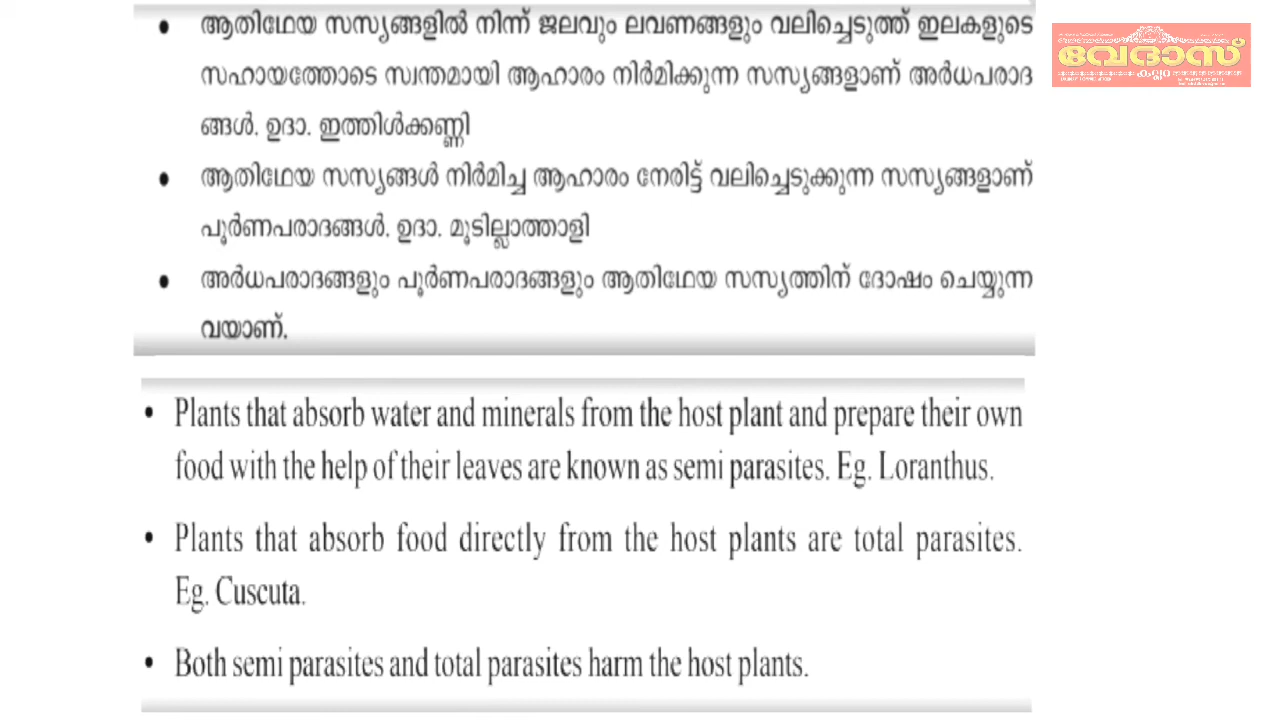 • ആതിഥേയ സസ്യങ്ങളിൽ നിന്ന് ജലവും ലവണങ്ങളും വലിച്ചെടുത്ത് ഇലകളുടെ
സഹായത്തോടെ സ്വന്തമായി ആഹാരം നിർമിക്കുന്ന സസ്യങ്ങളാണ് അർധപരാദ
ങ്ങൾ. ഉദാ. ഇത്തിൾക്കണ്ണി
• ആതിഥേയ സസ്യങ്ങൾ നിർമിച്ച ആഹാരം നേരിട്ട് വലിച്ചെടുക്കുന്ന സസ്യങ്ങളാണ്
പൂർണപരാദങ്ങൾ. ഉദാ. മൂടില്ലാത്താളി
• അർധപരാദങ്ങളും പൂർണപരാദങ്ങളും ആതിഥേയ സസ്യത്തിന് ദോഷം ചെയ്യുന്ന
വയാണ്.
വേദാസ്
• Plants that absorb water and minerals from the host plant and prepare their own
food with the help of their leaves are known as semi parasites. Eg. Loranthus.
• Plants that absorb food directly from the host plants are total parasites.
Eg. Cuscuta.
• Both semi parasites and total parasites harm the host plants.